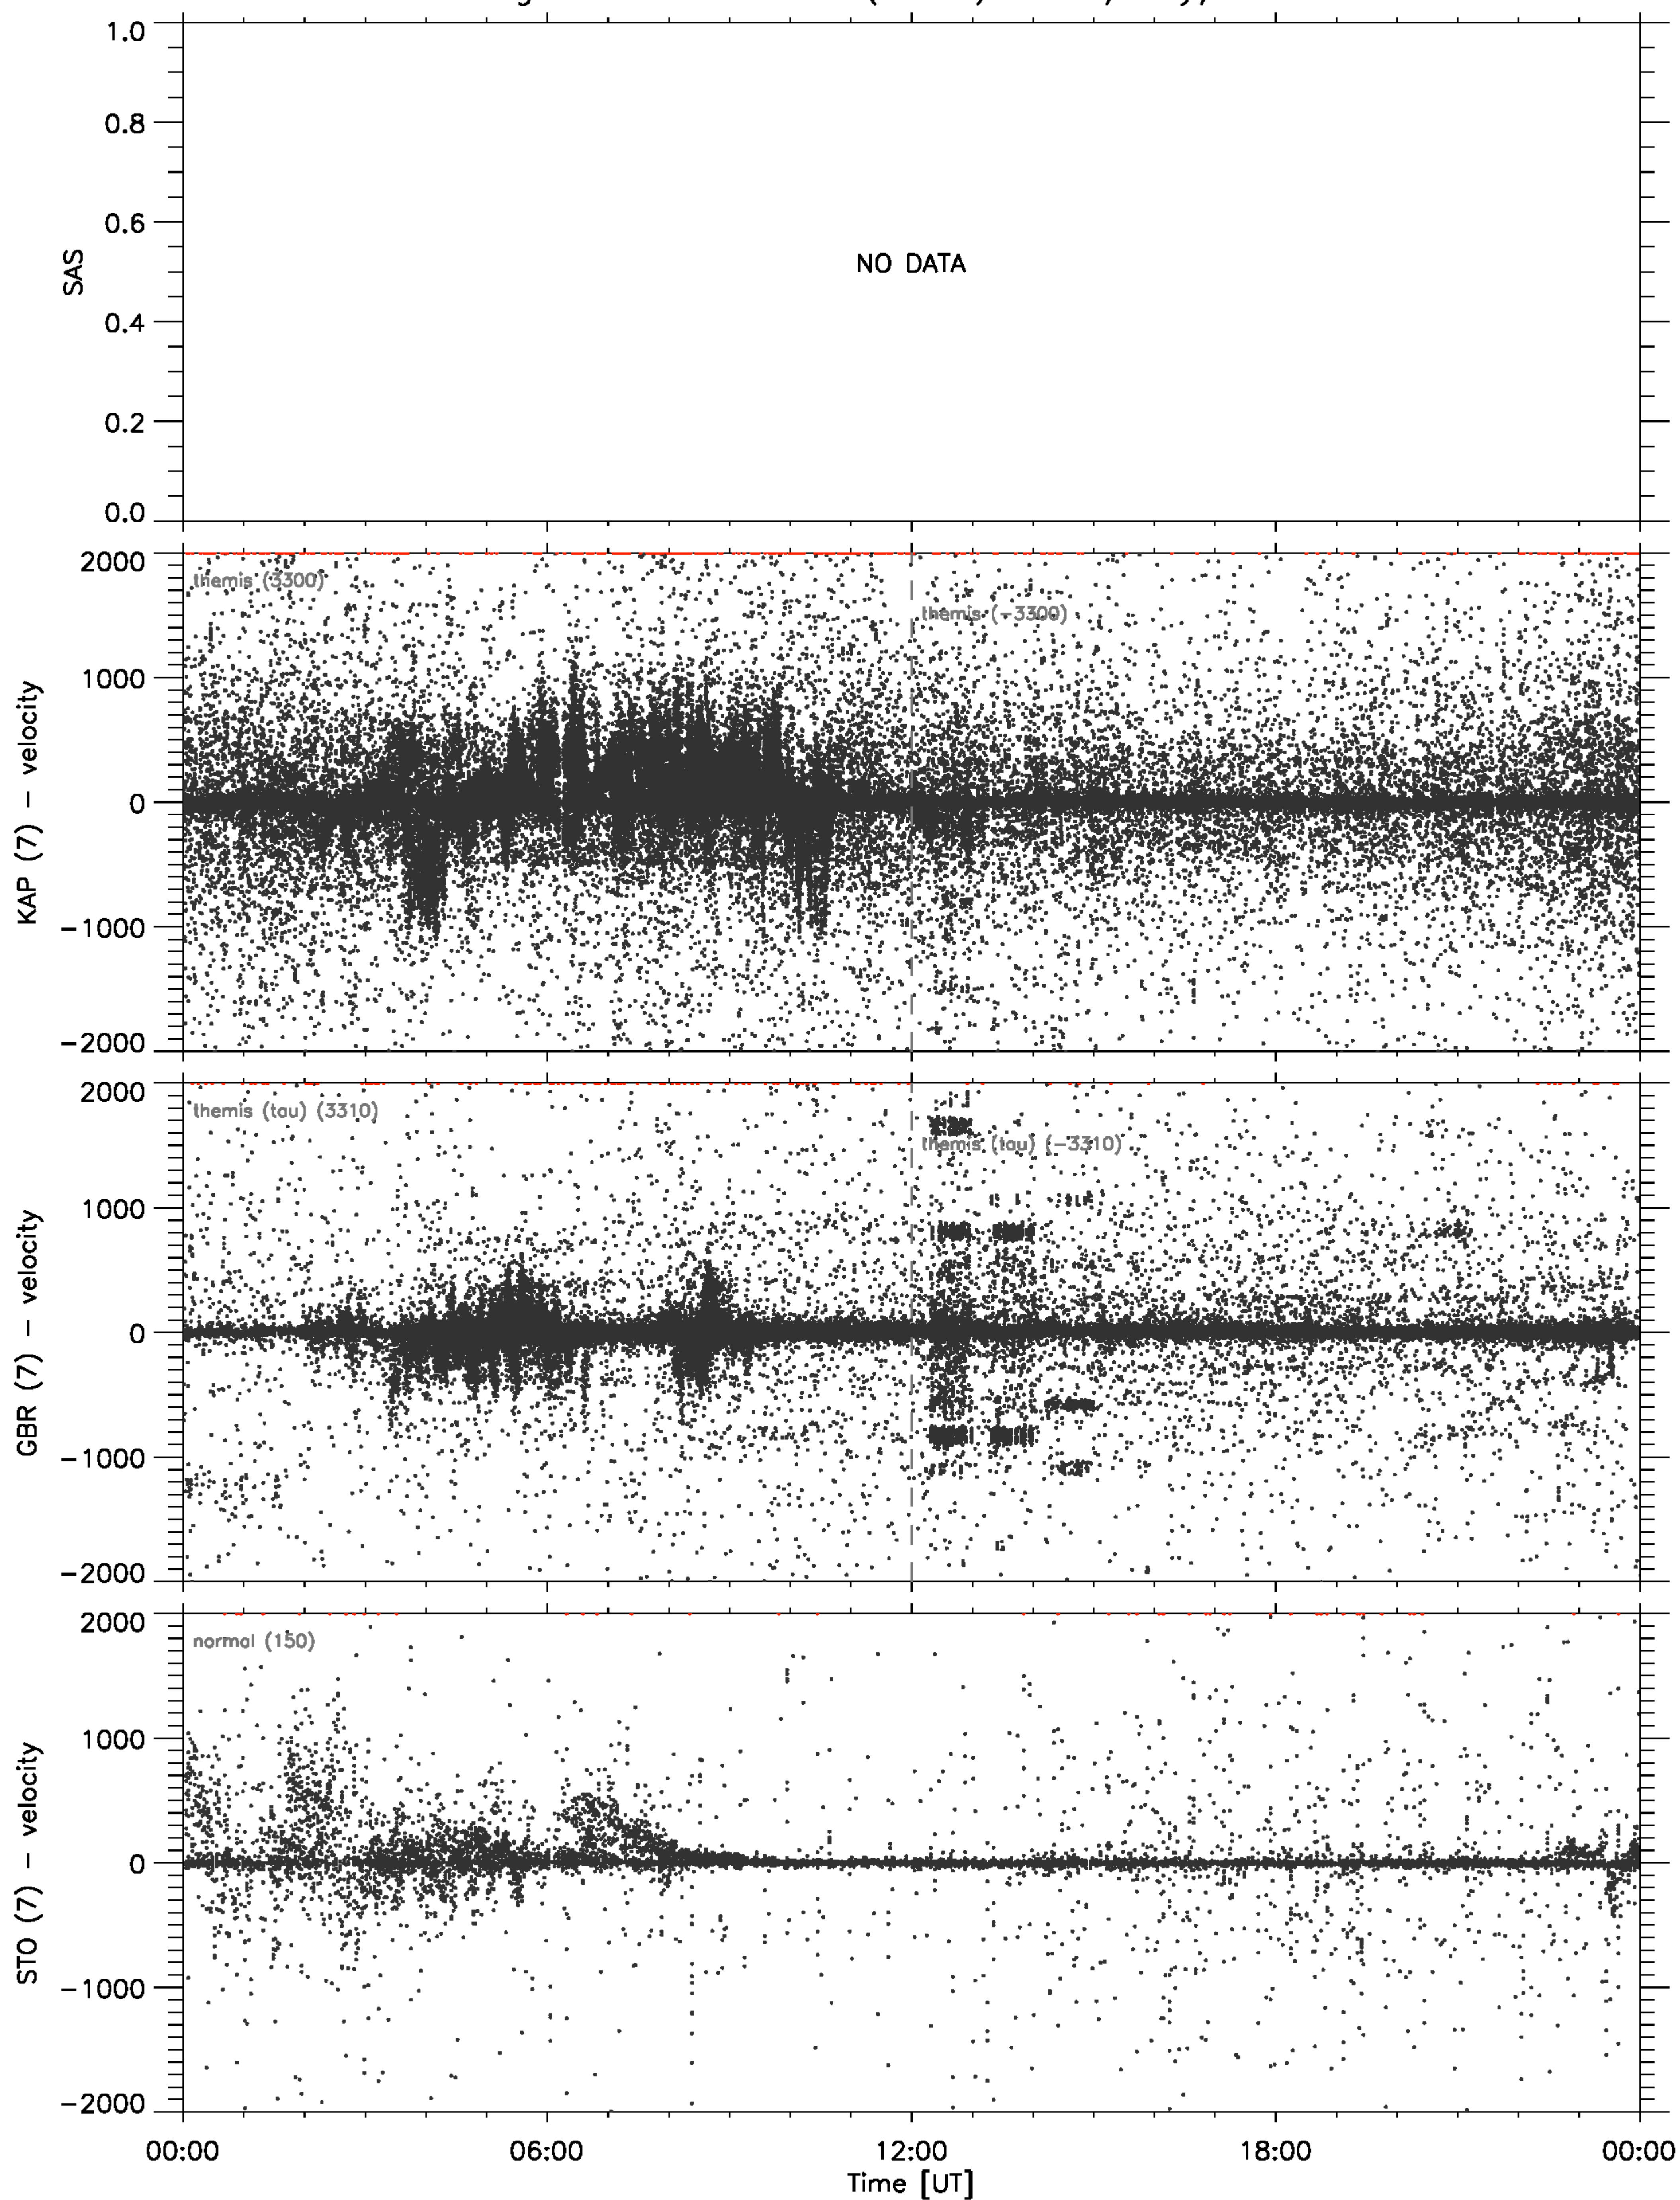 1.0
0.8
0.6
0.4
0.2
0.0
SAS
NO DATA
2000
1000
0
−1000
−2000
KAP (7) − velocity
themis (3300)
themis (−3300)
2000
1000
0
−1000
−2000
GBR (7) − velocity
themis (tau) (3310)
themis (tau) (−3310)
2000
1000
0
−1000
−2000
STO (7) − velocity
normal (150)
00:00 06:00 12:00 18:00 00:00
Time [UT]